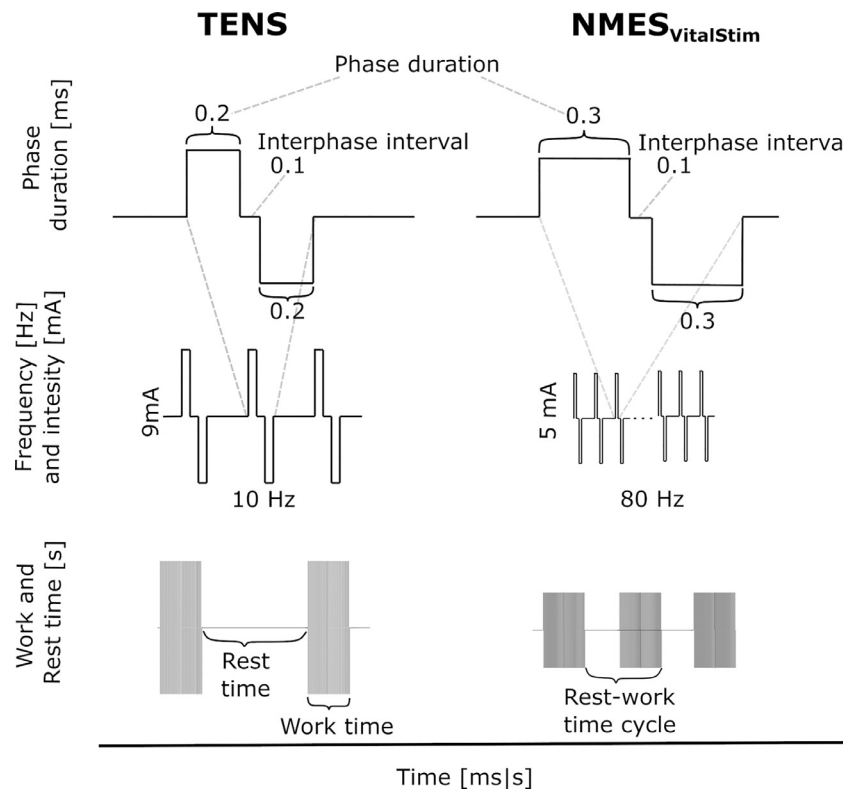 TENS
NMES VitalStim
Phase duration
Phase
duration [ms]
0.2
0.3
Interphase interval
0.1
Interphase interval
0.1
0.2
0.3
Frequency [Hz]
and intesity [mA]
9mA
5 mA
10 Hz
80 Hz
Work and
Rest time [s]
Rest
time
Work time
Rest-work
time cycle
Time [ms|s]